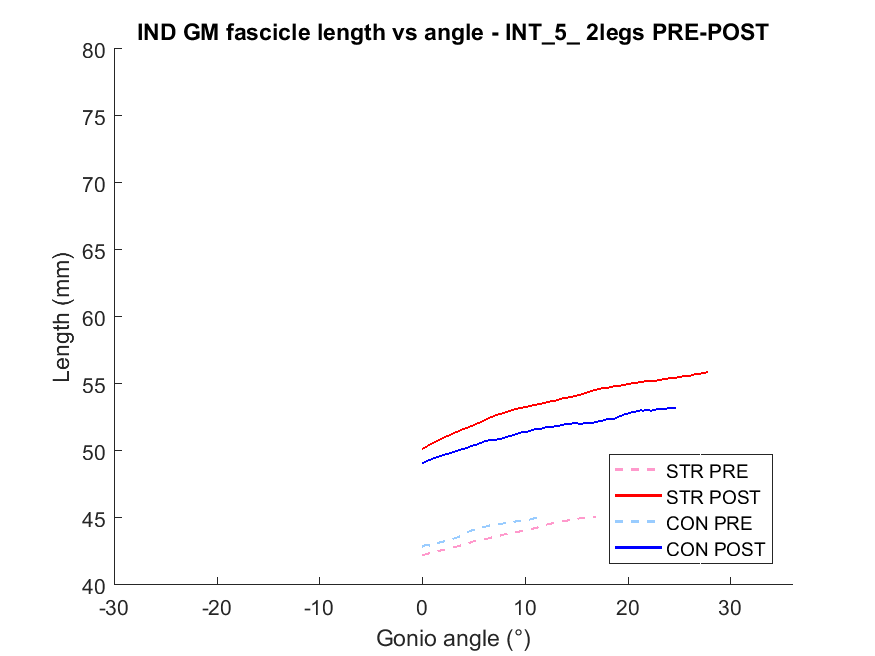 IND GM fascicle length vs angle - INT_5_ 2legs PRE-POST
80
75
70
65
60
55
50
45
40
Length (mm)
-30
-20
-10
0
10
20
30
Gonio angle (°)
STR PRE
STR POST
CON PRE
CON POST